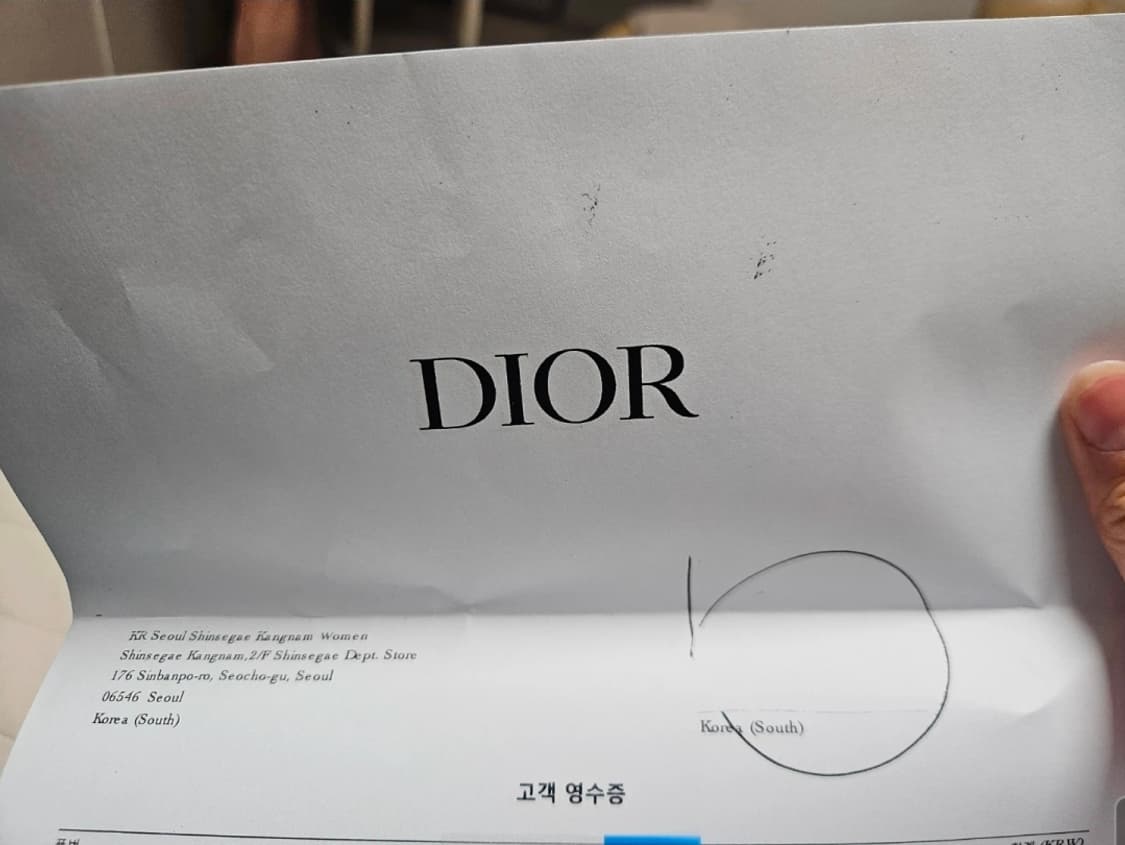 DIOR
KR Seoul Shinsegae Kangnam Women
Shinsegae Kangnam,2/F Shinsegae Dept. Store
176 Sinbanpo-ro, Seocho-gu, Seoul
06546 Seoul
Korea (South)
Korea (South)
고객 영수증